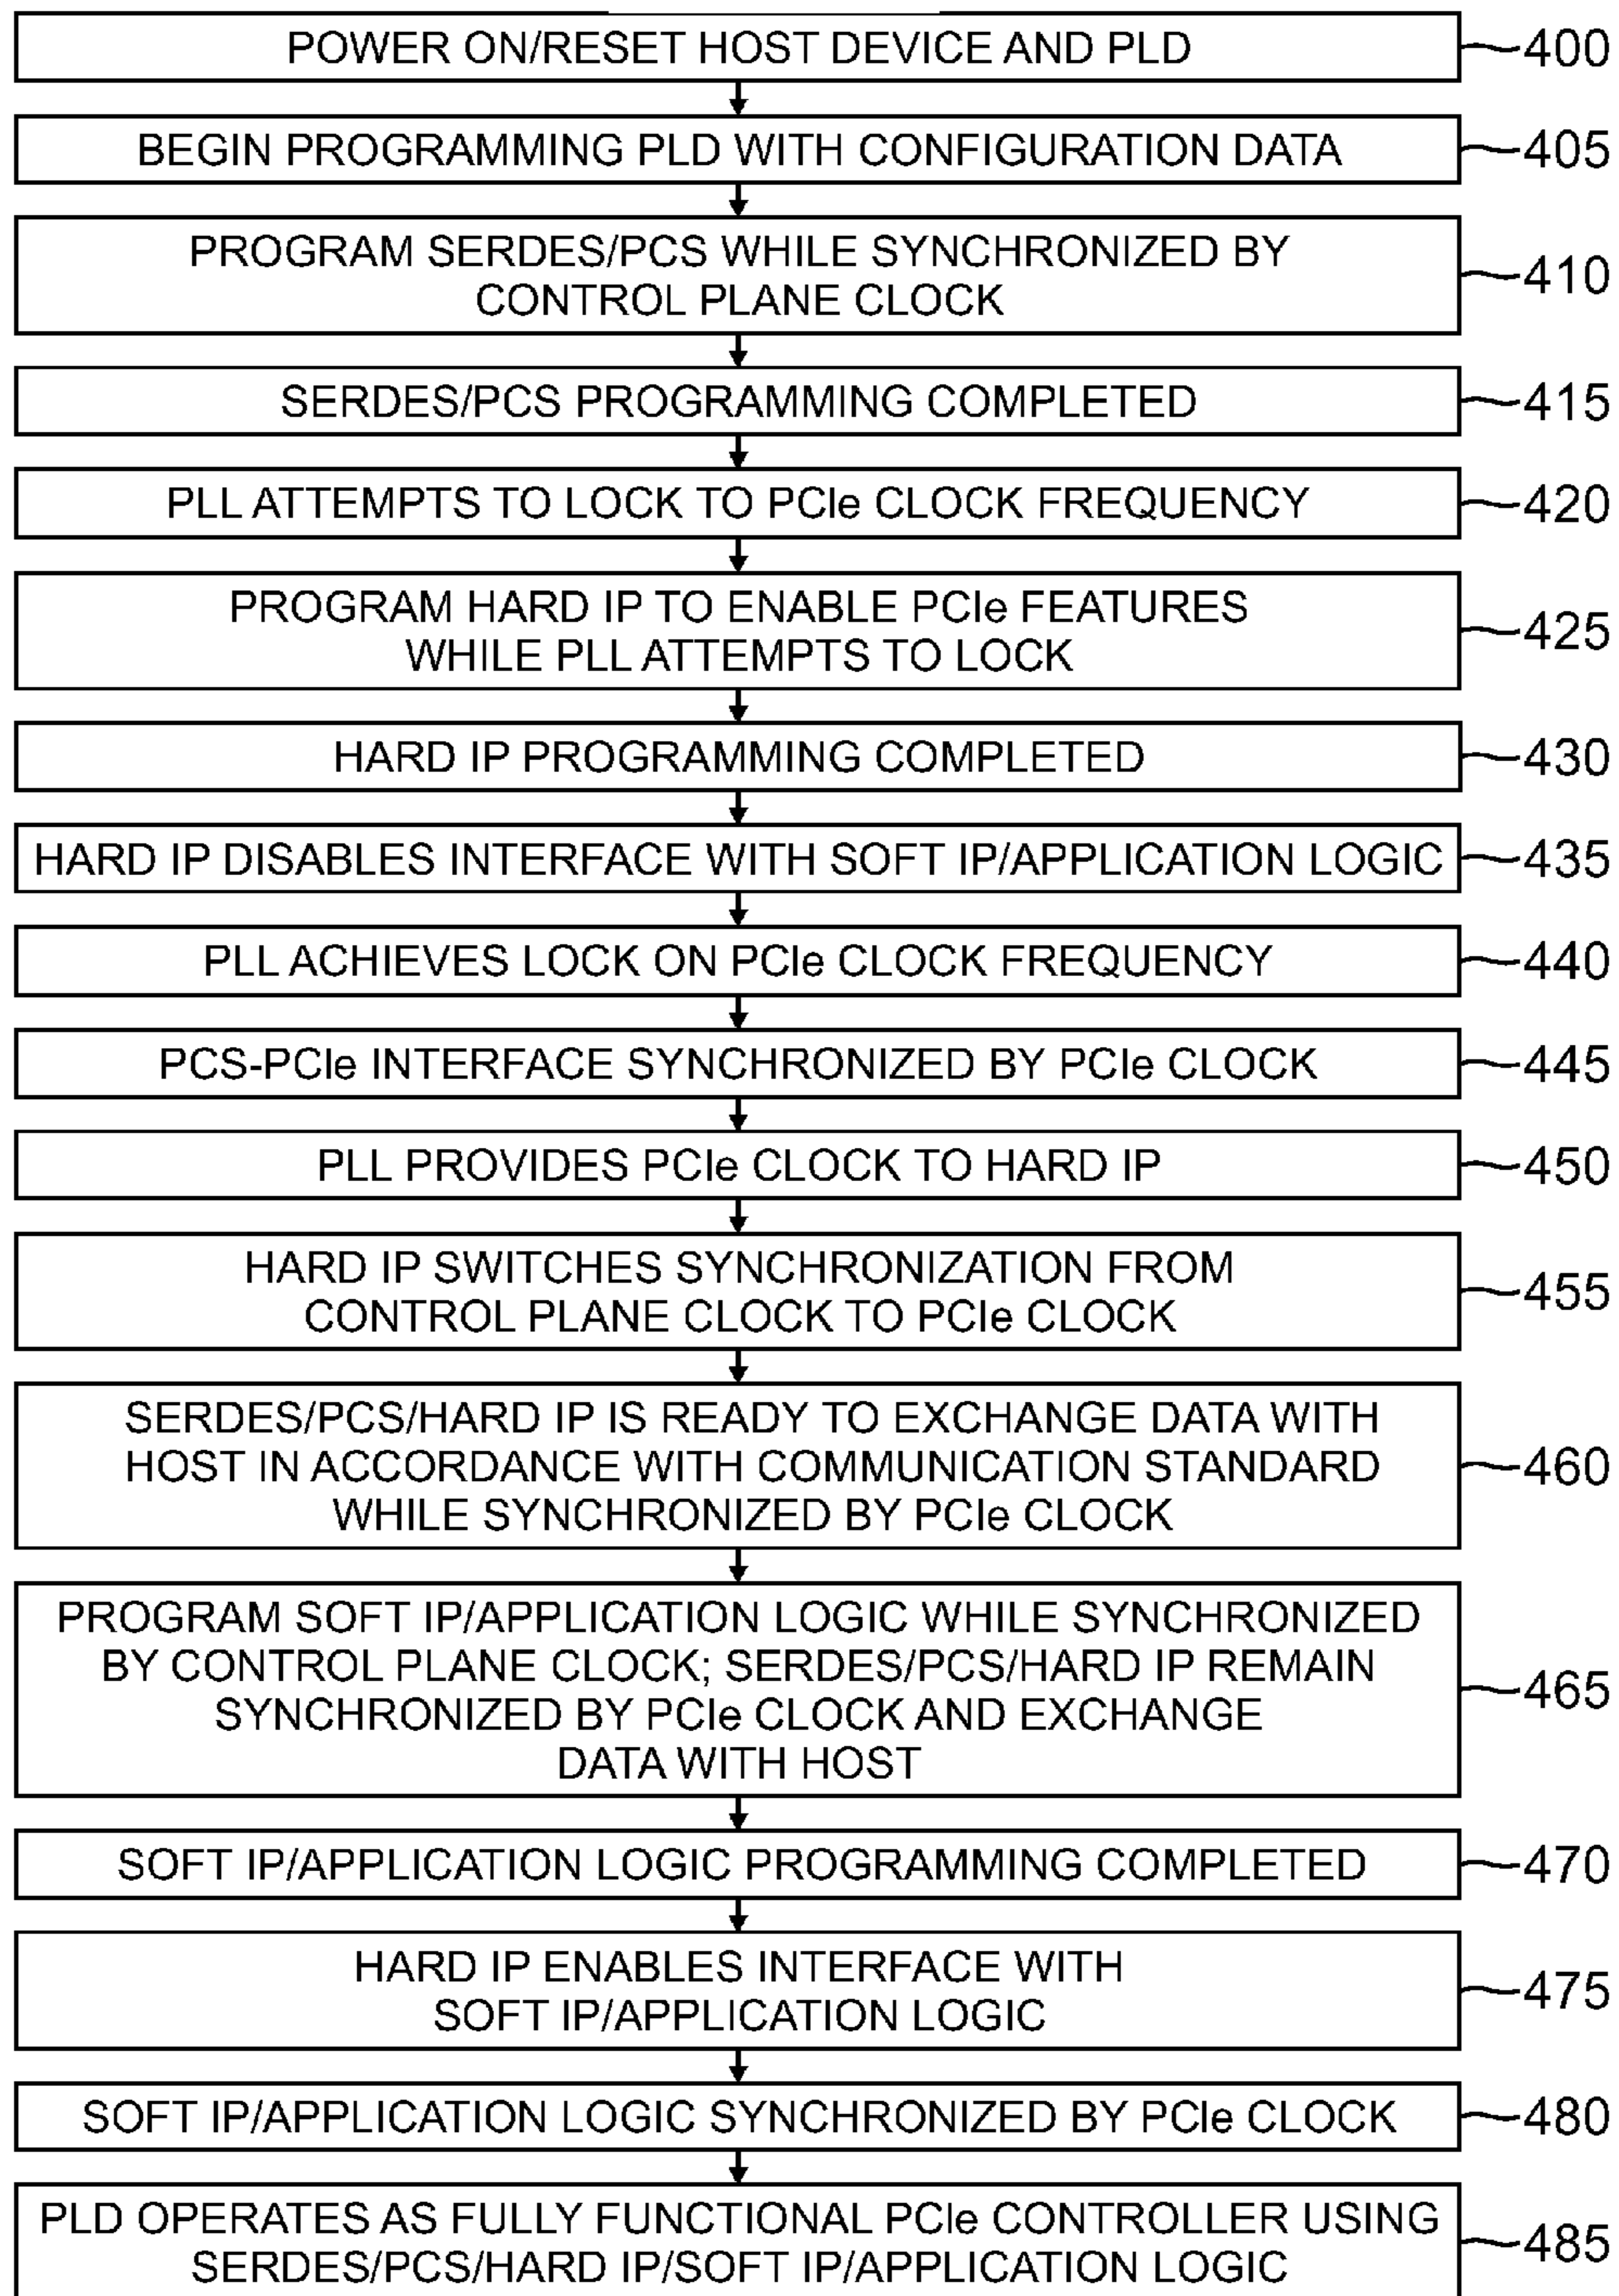 POWER ON/RESET HOST DEVICE AND PLD
400
BEGIN PROGRAMMING PLD WITH CONFIGURATION DATA
405
PROGRAM SERDES/PCS WHILE SYNCHRONIZED BY
CONTROL PLANE CLOCK
410
SERDES/PCS PROGRAMMING COMPLETED
415
PLL ATTEMPTS TO LOCK TO PCIe CLOCK FREQUENCY
420
PROGRAM HARD IP TO ENABLE PCIe FEATURES
WHILE PLL ATTEMPTS TO LOCK
425
HARD IP PROGRAMMING COMPLETED
430
HARD IP DISABLES INTERFACE WITH SOFT IP/APPLICATION LOGIC
435
PLL ACHIEVES LOCK ON PCIe CLOCK FREQUENCY
440
PCS-PCIe INTERFACE SYNCHRONIZED BY PCIe CLOCK
445
PLL PROVIDES PCIe CLOCK TO HARD IP
450
HARD IP SWITCHES SYNCHRONIZATION FROM
CONTROL PLANE CLOCK TO PCIe CLOCK
455
SERDES/PCS/HARD IP IS READY TO EXCHANGE DATA WITH
HOST IN ACCORDANCE WITH COMMUNICATION STANDARD
WHILE SYNCHRONIZED BY PCIe CLOCK
460
PROGRAM SOFT IP/APPLICATION LOGIC WHILE SYNCHRONIZED
BY CONTROL PLANE CLOCK; SERDES/PCS/HARD IP REMAIN
SYNCHRONIZED BY PCIe CLOCK AND EXCHANGE
DATA WITH HOST
465
SOFT IP/APPLICATION LOGIC PROGRAMMING COMPLETED
470
HARD IP ENABLES INTERFACE WITH
SOFT IP/APPLICATION LOGIC
475
SOFT IP/APPLICATION LOGIC SYNCHRONIZED BY PCIe CLOCK
480
PLD OPERATES AS FULLY FUNCTIONAL PCIe CONTROLLER USING
SERDES/PCS/HARD IP/SOFT IP/APPLICATION LOGIC
485